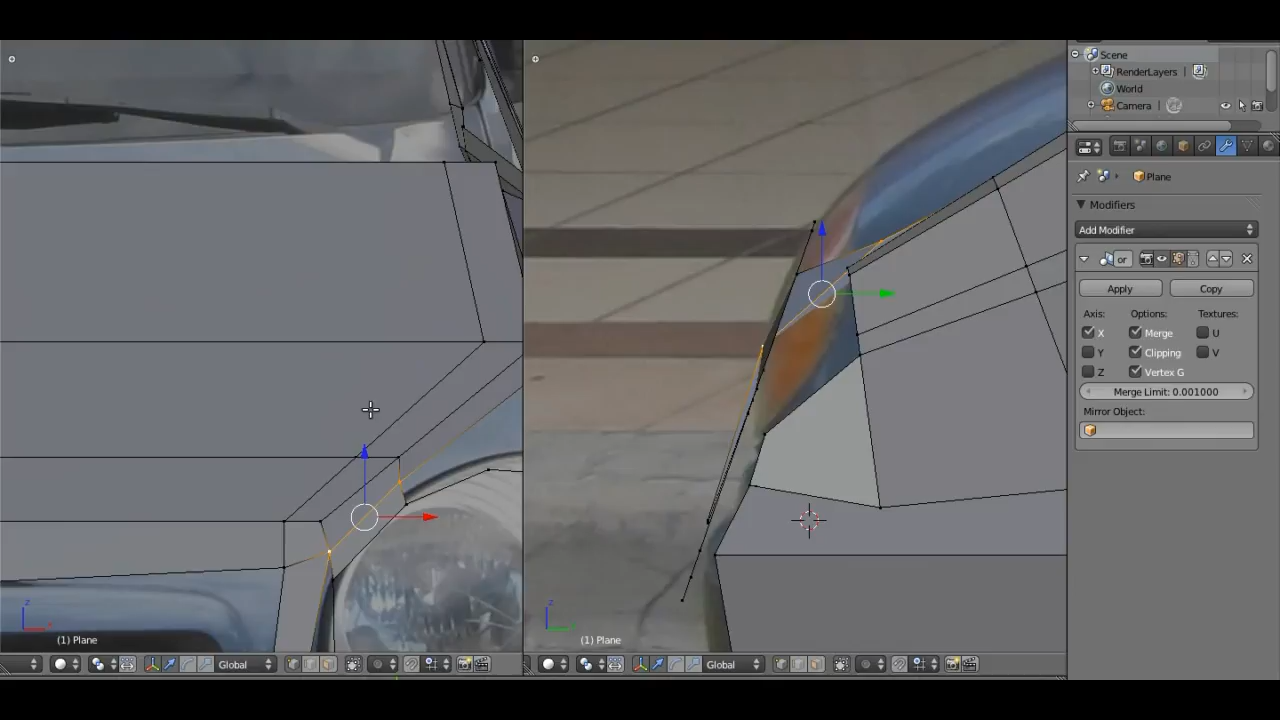 Scene
RenderLayers |
World
Camera |
Plane
Modifiers
Add Modifier
or
Apply Copy
Axis: Options: Textures:
X Merge U
Y Clipping V
Z Vertex G
Merge Limit: 0.001000
Mirror Object:
z
(1) Plane
z
(1) Plane
Global
Global